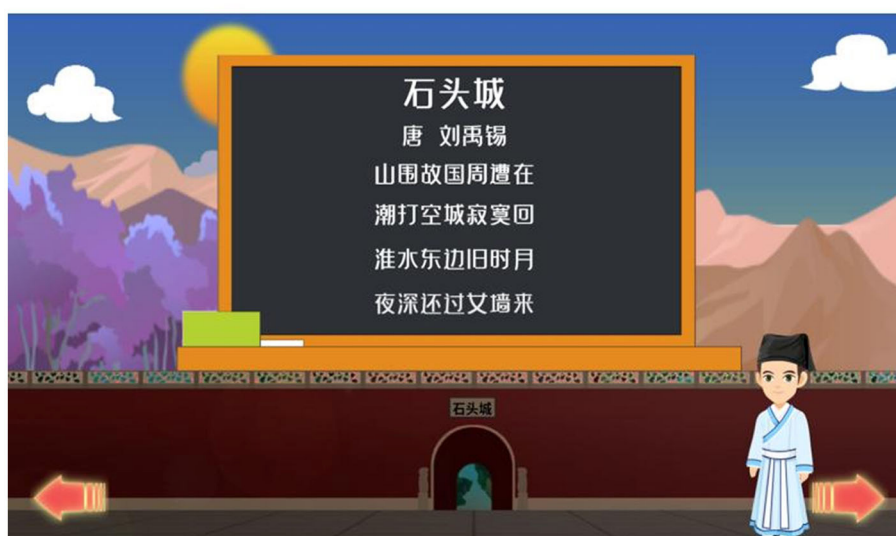 石头城
唐 刘禹锡
山围故国周遭在
潮打空城寂寞回
淮水东边旧时月
夜深还过女墙来
石头城